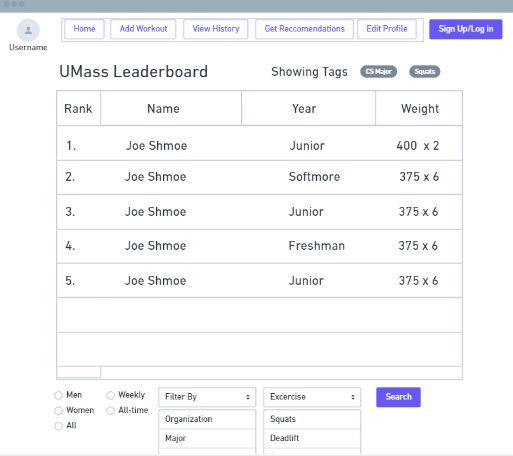 Home Add Workout View History Get Reccomendations Edit Profile Sign Up/Log in
Username
UMass Leaderboard Showing Tags CS Major Squats
Rank Name Year Weight
1. Joe Shmoe Junior 400 x 2
2. Joe Shmoe Softmore 375 x 6
3. Joe Shmoe Junior 375 x 6
4. Joe Shmoe Freshman 375 x 6
5. Joe Shmoe Junior 375 x 6
Men Weekly Filter By Excercise Search
Women All-time Organization Squats
All Major Deadlift